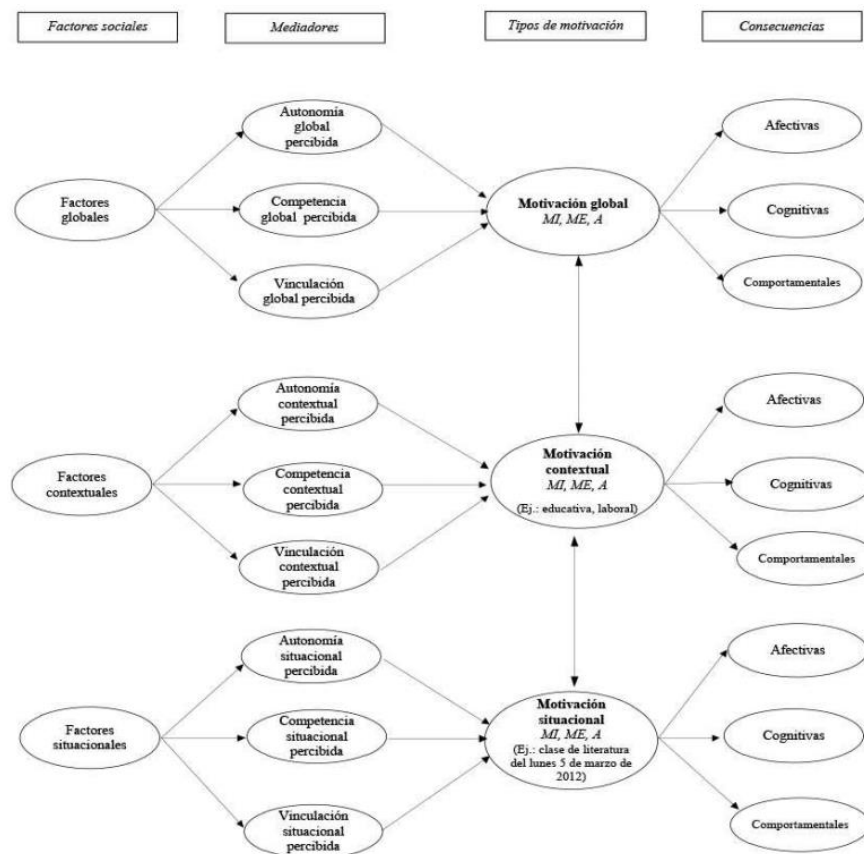 Factores sociales
Mediadores
Tipos de motivación
Consecuencias
Factores
globales
Autonomía
global
percibida
Competencia
global percibida
Vinculación
global percibida
Motivación global
MI, ME, A
Afectivas
Cognitivas
Comportamentales
Factores
contextuales
Autonomía
contextual
percibida
Competencia
contextual
percibida
Vinculación
contextual
percibida
Motivación
contextual
MI, ME, A
(Ej.: educativa, laboral)
Afectivas
Cognitivas
Comportamentales
Factores
situacionales
Autonomía
situacional
percibida
Competencia
situacional
percibida
Vinculación
situacional
percibida
Motivación
situacional
MI, ME, A
(Ej.: clase de literatura
del lunes 5 de marzo de
2012)
Afectivas
Cognitivas
Comportamentales